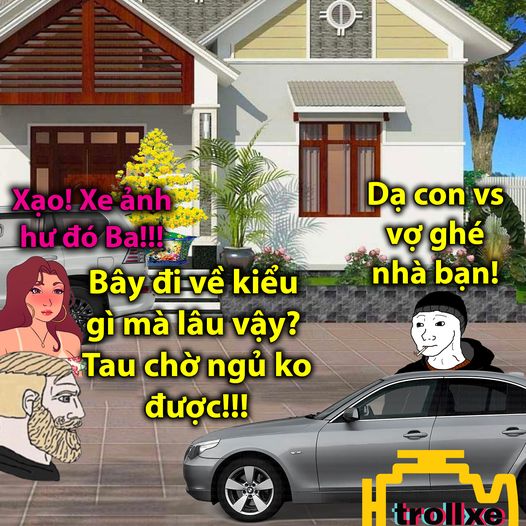 Xạo! Xe ảnh
hư đó Ba!!!
Dạ con vs
vợ ghé
nhà bạn!
Bây đi về kiểu
gì mà lâu vậy?
Tau chờ ngủ ko
được!!!
trollxe